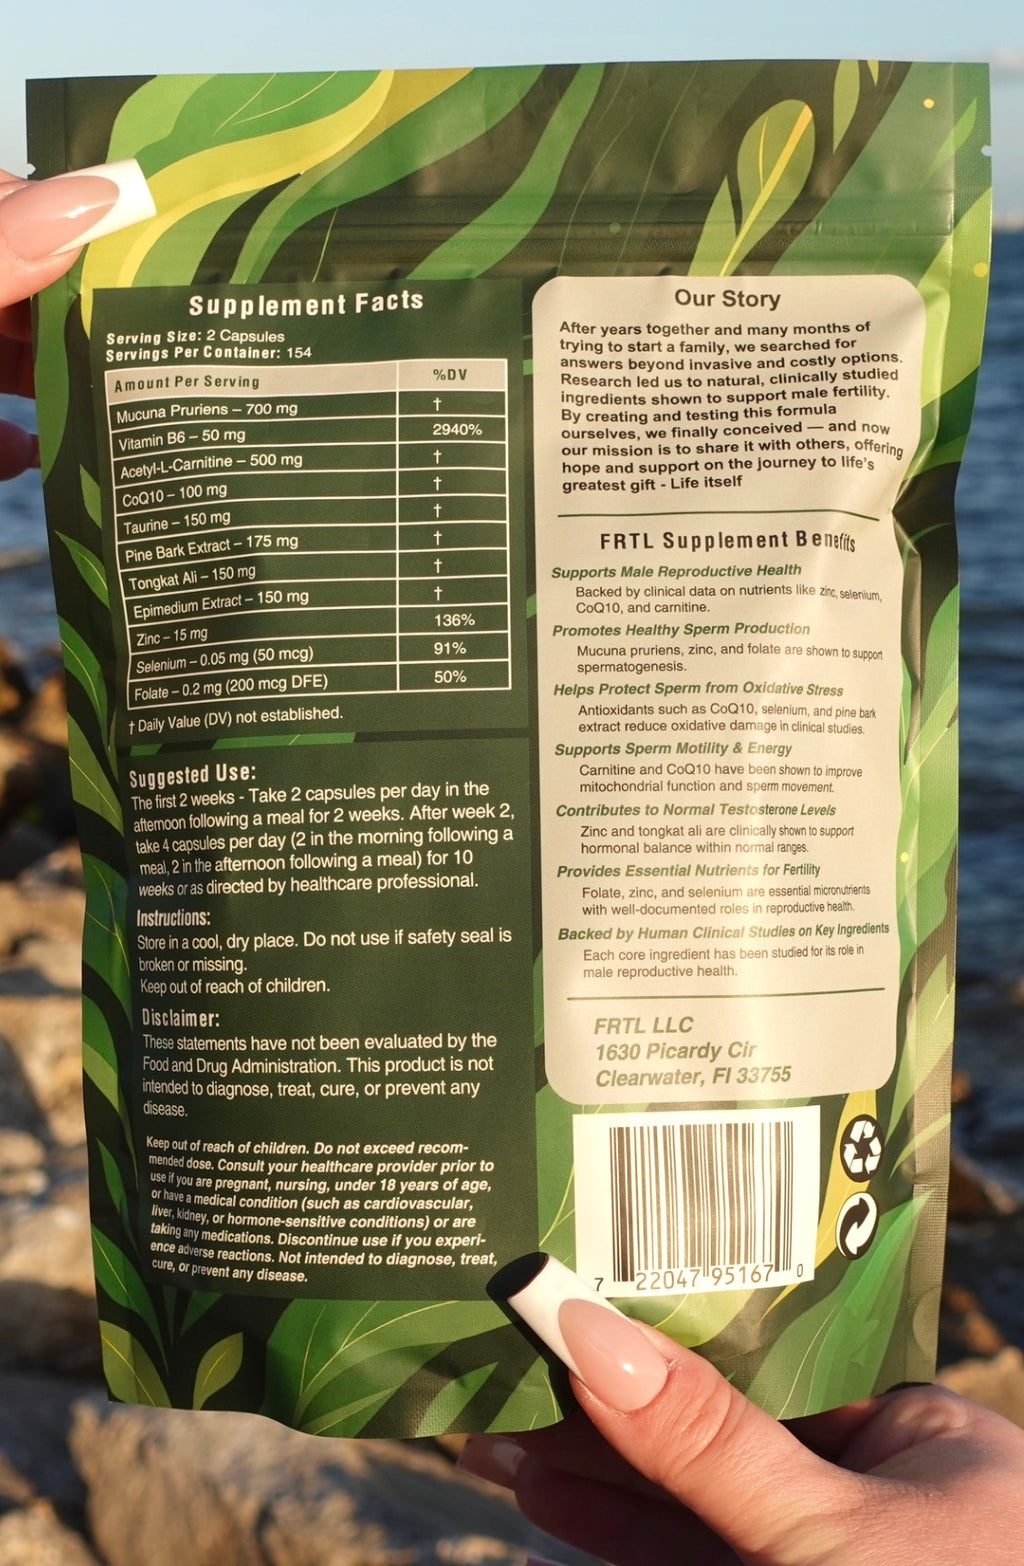 Supplement Facts
Serving Size: 2 Capsules
Servings Per Container: 154
Amount Per Serving %DV
Mucuna Pruriens – 700 mg †
Vitamin B6 – 50 mg 2940%
Acetyl-L-Carnitine – 500 mg †
CoQ10 – 100 mg †
Taurine – 150 mg †
Pine Bark Extract – 175 mg †
Tongkat Ali – 150 mg †
Epimedium Extract – 150 mg †
Zinc – 15 mg 136%
Selenium – 0.05 mg (50 mcg) 91%
Folate – 0.2 mg (200 mcg DFE) 50%
† Daily Value (DV) not established.
Suggested Use:
The first 2 weeks - Take 2 capsules per day in the
afternoon following a meal for 2 weeks. After week 2,
take 4 capsules per day (2 in the morning following a
meal, 2 in the afternoon following a meal) for 10
weeks or as directed by healthcare professional.
Instructions:
Store in a cool, dry place. Do not use if safety seal is
broken or missing.
Keep out of reach of children.
Disclaimer:
These statements have not been evaluated by the
Food and Drug Administration. This product is not
intended to diagnose, treat, cure, or prevent any
disease.
Keep out of reach of children. Do not exceed recom-
mended dose. Consult your healthcare provider prior to
use if you are pregnant, nursing, under 18 years of age,
or have a medical condition (such as cardiovascular,
liver, kidney, or hormone-sensitive conditions) or are
taking any medications. Discontinue use if you experi-
ence adverse reactions. Not intended to diagnose, treat,
cure, or prevent any disease.
Our Story
After years together and many months of
trying to start a family, we searched for
answers beyond invasive and costly options.
Research led us to natural, clinically studied
ingredients shown to support male fertility.
By creating and testing this formula
ourselves, we finally conceived — and now
our mission is to share it with others, offering
hope and support on the journey to life's
greatest gift - Life itself
FRTL Supplement Benefits
Supports Male Reproductive Health
Backed by clinical data on nutrients like zinc, selenium,
CoQ10, and carnitine.
Promotes Healthy Sperm Production
Mucuna pruriens, zinc, and folate are shown to support
spermatogenesis.
Helps Protect Sperm from Oxidative Stress
Antioxidants such as CoQ10, selenium, and pine bark
extract reduce oxidative damage in clinical studies.
Supports Sperm Motility & Energy
Carnitine and CoQ10 have been shown to improve
mitochondrial function and sperm movement.
Contributes to Normal Testosterone Levels
Zinc and tongkat ali are clinically shown to support
hormonal balance within normal ranges.
Provides Essential Nutrients for Fertility
Folate, zinc, and selenium are essential micronutrients
with well-documented roles in reproductive health.
Backed by Human Clinical Studies on Key Ingredients
Each core ingredient has been studied for its role in
male reproductive health.
FRTL LLC
1630 Picardy Cir
Clearwater, Fl 33755
7 22047 95167 0